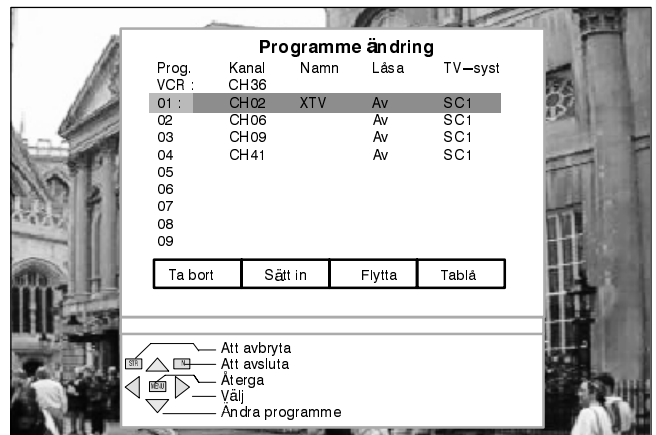 Programme ändring
Prog. Kanal Namn Låsa TV–syst
VCR : CH36
01 : CH02 XTV Av SC1
02 CH06 Av SC1
03 CH09 Av SC1
04 CH41 Av SC1
05
06
07
08
09
Ta bort Sätt in Flytta Tablå
Att avbryta
STR N Att avsluta
MENU Återga
Välj
Ändra programme